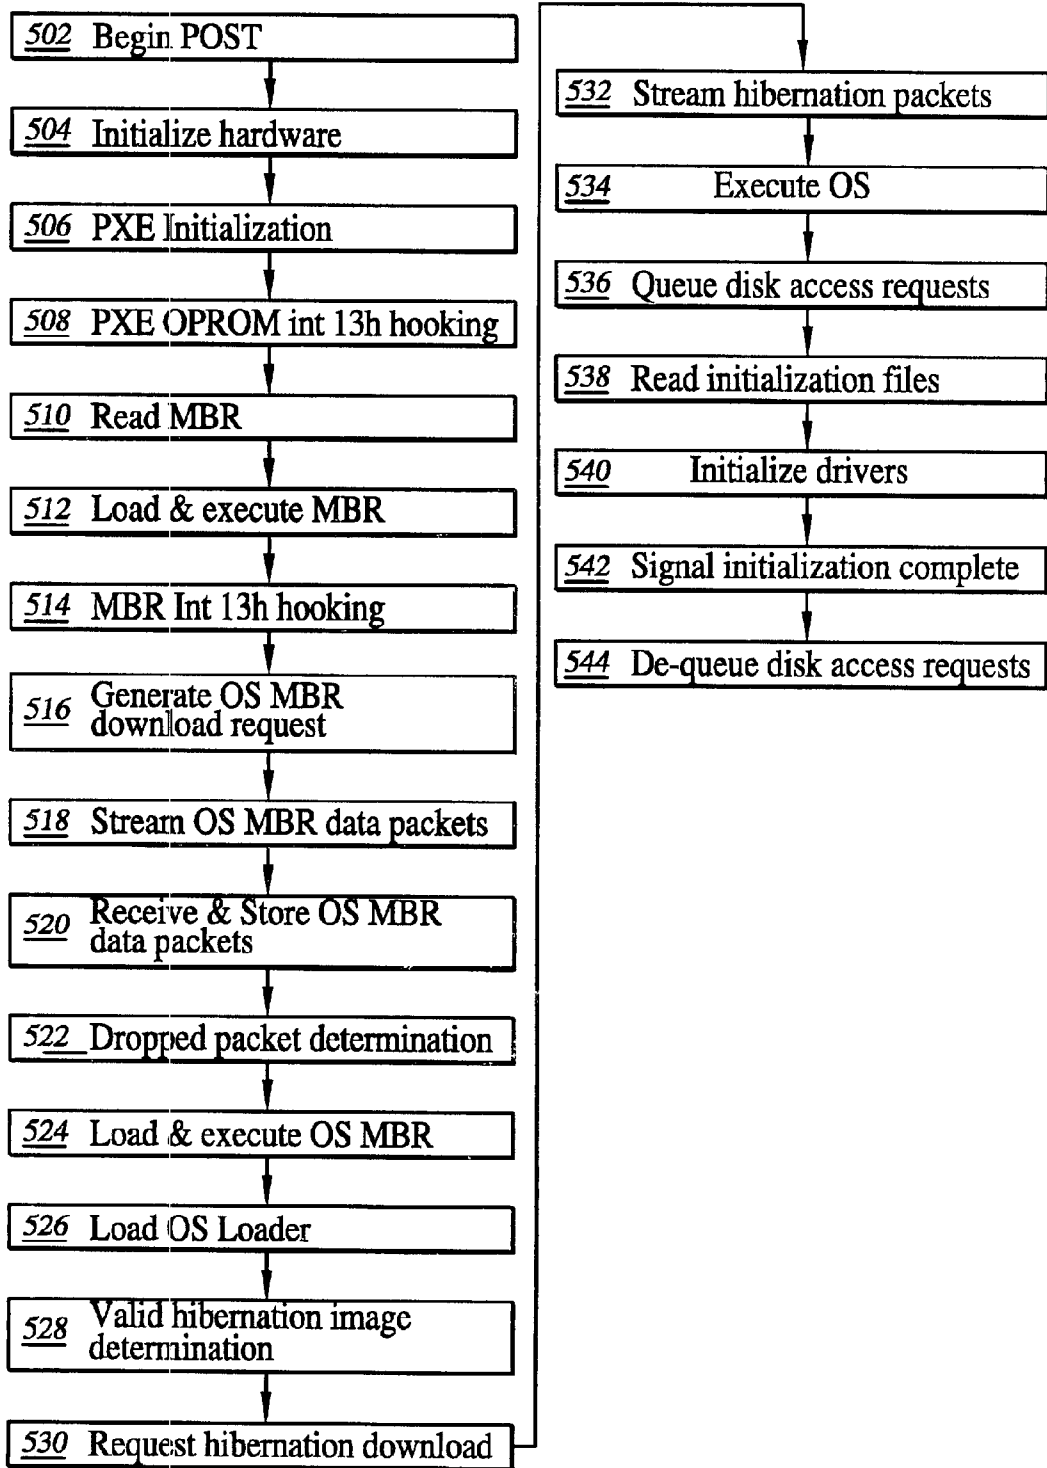 502 Begin POST
504 Initialize hardware
506 PXE Initialization
508 PXE OPROM int 13h hooking
510 Read MBR
512 Load & execute MBR
514 MBR Int 13h hooking
516 Generate OS MBR
download request
518 Stream OS MBR data packets
520 Receive & Store OS MBR
data packets
522 Dropped packet determination
524 Load & execute OS MBR
526 Load OS Loader
528 Valid hibernation image
determination
530 Request hibernation download
532 Stream hibernation packets
534 Execute OS
536 Queue disk access requests
538 Read initialization files
540 Initialize drivers
542 Signal initialization complete
544 De-queue disk access requests